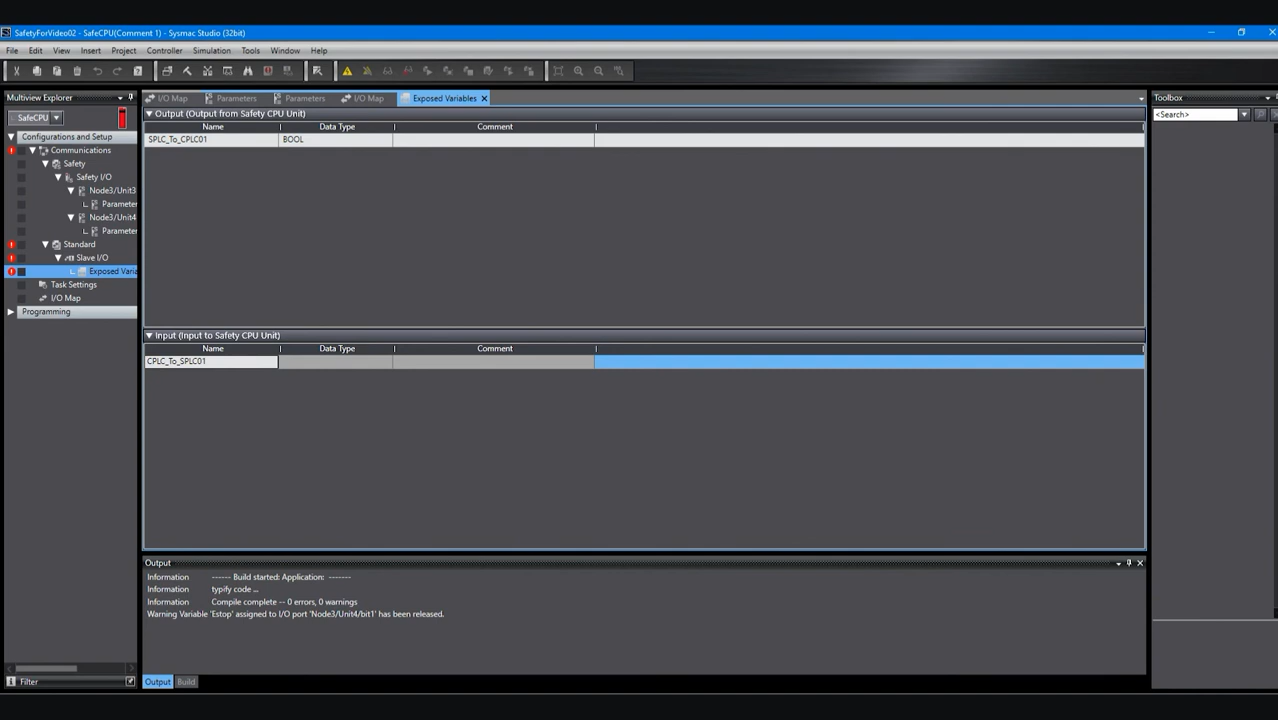 SafetyForVideo02 - SafeCPU(Comment 1) - Sysmac Studio (32bit)
File Edit View Insert Project Controller Simulation Tools Window Help
Multiview Explorer
SafeCPU
Configurations and Setup
Communications
Safety
Safety I/O
Node3/Unit3
Parameter
Node3/Unit4
Parameter
Standard
Slave I/O
Exposed Varia
Task Settings
I/O Map
Programming
Filter
I/O Map Parameters Parameters I/O Map Exposed Variables
Output (Output from Safety CPU Unit)
Name Data Type Comment
SPLC_To_CPLC01 BOOL
Input (Input to Safety CPU Unit)
Name Data Type Comment
CPLC_To_SPLC01
Output
Information ------ Build started: Application: -------
Information typify code ...
Information Compile complete -- 0 errors, 0 warnings
Warning Variable 'Estop' assigned to I/O port 'Node3/Unit4/bit1' has been released.
Output Build
Toolbox
<Search>